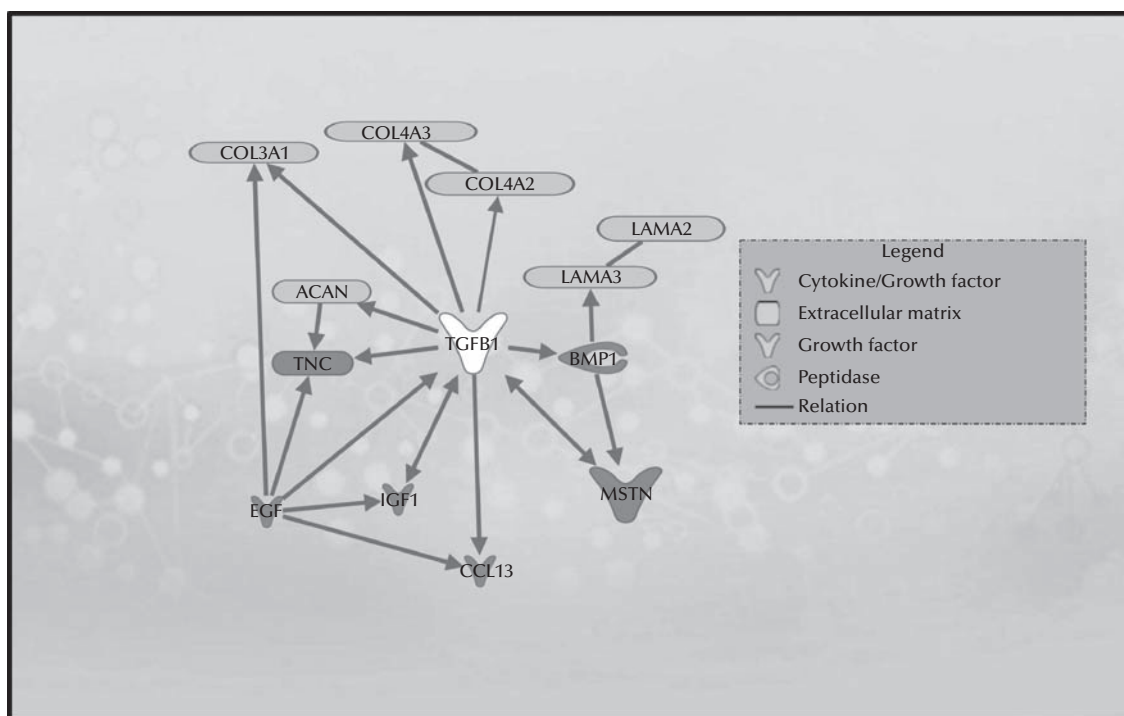 COL4A3
COL3A1
COL4A2
LAMA2
LAMA3
ACAN
TGFB1
BMP1
TNC
MSTN
IGF1
EGF
CCL13
Legend
Cytokine/Growth factor
Extracellular matrix
Growth factor
Peptidase
Relation